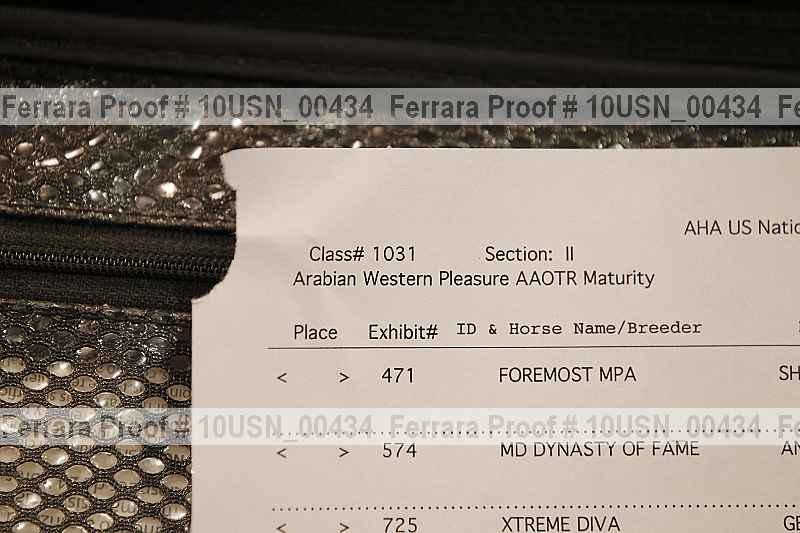 Ferrara Proof # 10USN_00434 Ferrara Proof # 10USN_00434
AHA US Natio
Class# 1031 Section: II
Arabian Western Pleasure AAOTR Maturity
Place Exhibit# ID & Horse Name/Breeder
< > 471 FOREMOST MPA SH
Ferrara Proof # 10USN_00434 Ferrara Proof # 10USN_00434
< > 574 MD DYNASTY OF FAME AN
< > 725 XTREME DIVA GE